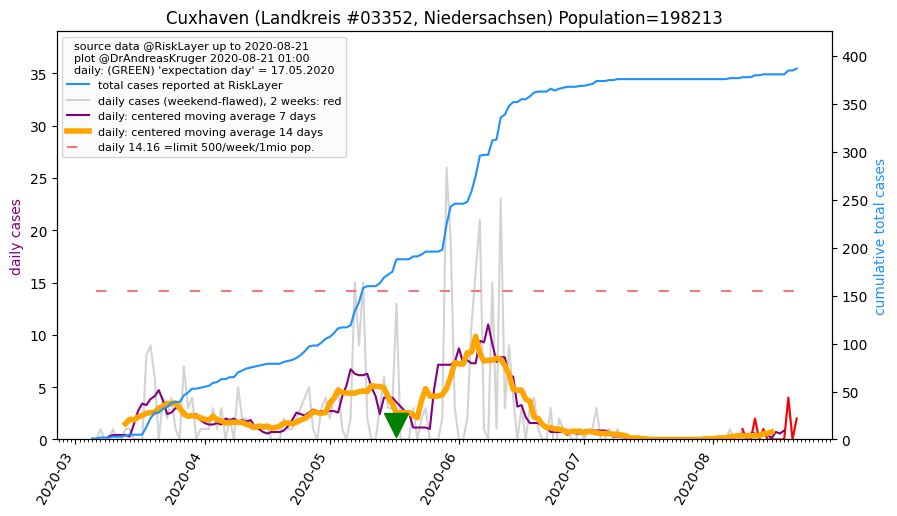 Cuxhaven (Landkreis #03352, Niedersachsen) Population=198213
source data @RiskLayer up to 2020-08-21
plot @DrAndreasKruger 2020-08-21 01:00
daily: (GREEN) 'expectation day' = 17.05.2020
total cases reported at RiskLayer
daily cases (weekend-flawed), 2 weeks: red
daily: centered moving average 7 days
daily: centered moving average 14 days
daily 14.16 =limit 500/week/1mio pop.
daily cases
35
30
25
20
15
10
5
0
cumulative total cases
400
350
300
250
200
150
100
50
0
2020-03
2020-04
2020-05
2020-06
2020-07
2020-08